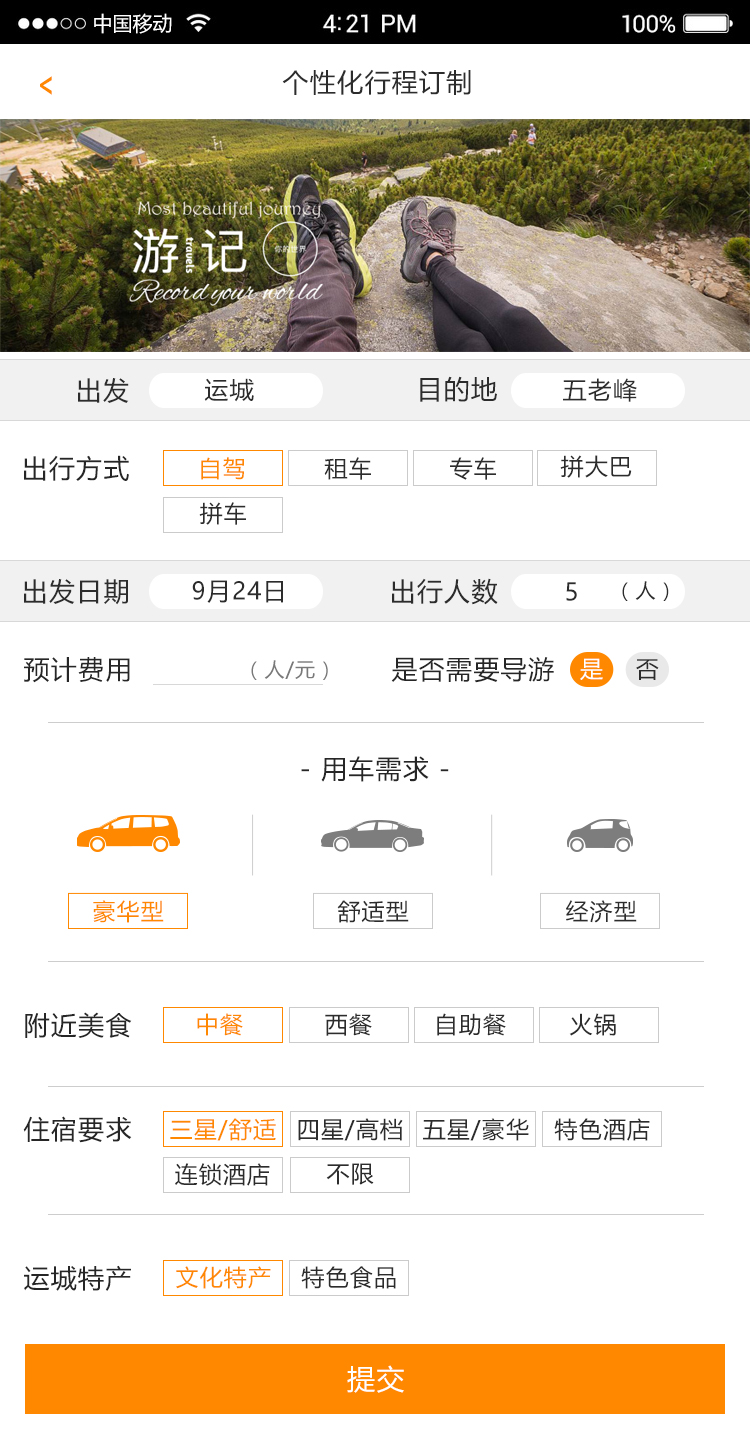 中国移动 4:21 PM 100%
< 个性化行程订制
Most beautiful journey
游记 travels 你的世界
Record your world
出发 运城 目的地 五老峰
出行方式 自驾 租车 专车 拼大巴
拼车
出发日期 9月24日 出行人数 5 （人）
预计费用 （人/元） 是否需要导游 是 否
- 用车需求 -
豪华型 舒适型 经济型
附近美食 中餐 西餐 自助餐 火锅
住宿要求 三星/舒适 四星/高档 五星/豪华 特色酒店
连锁酒店 不限
运城特产 文化特产 特色食品
提交